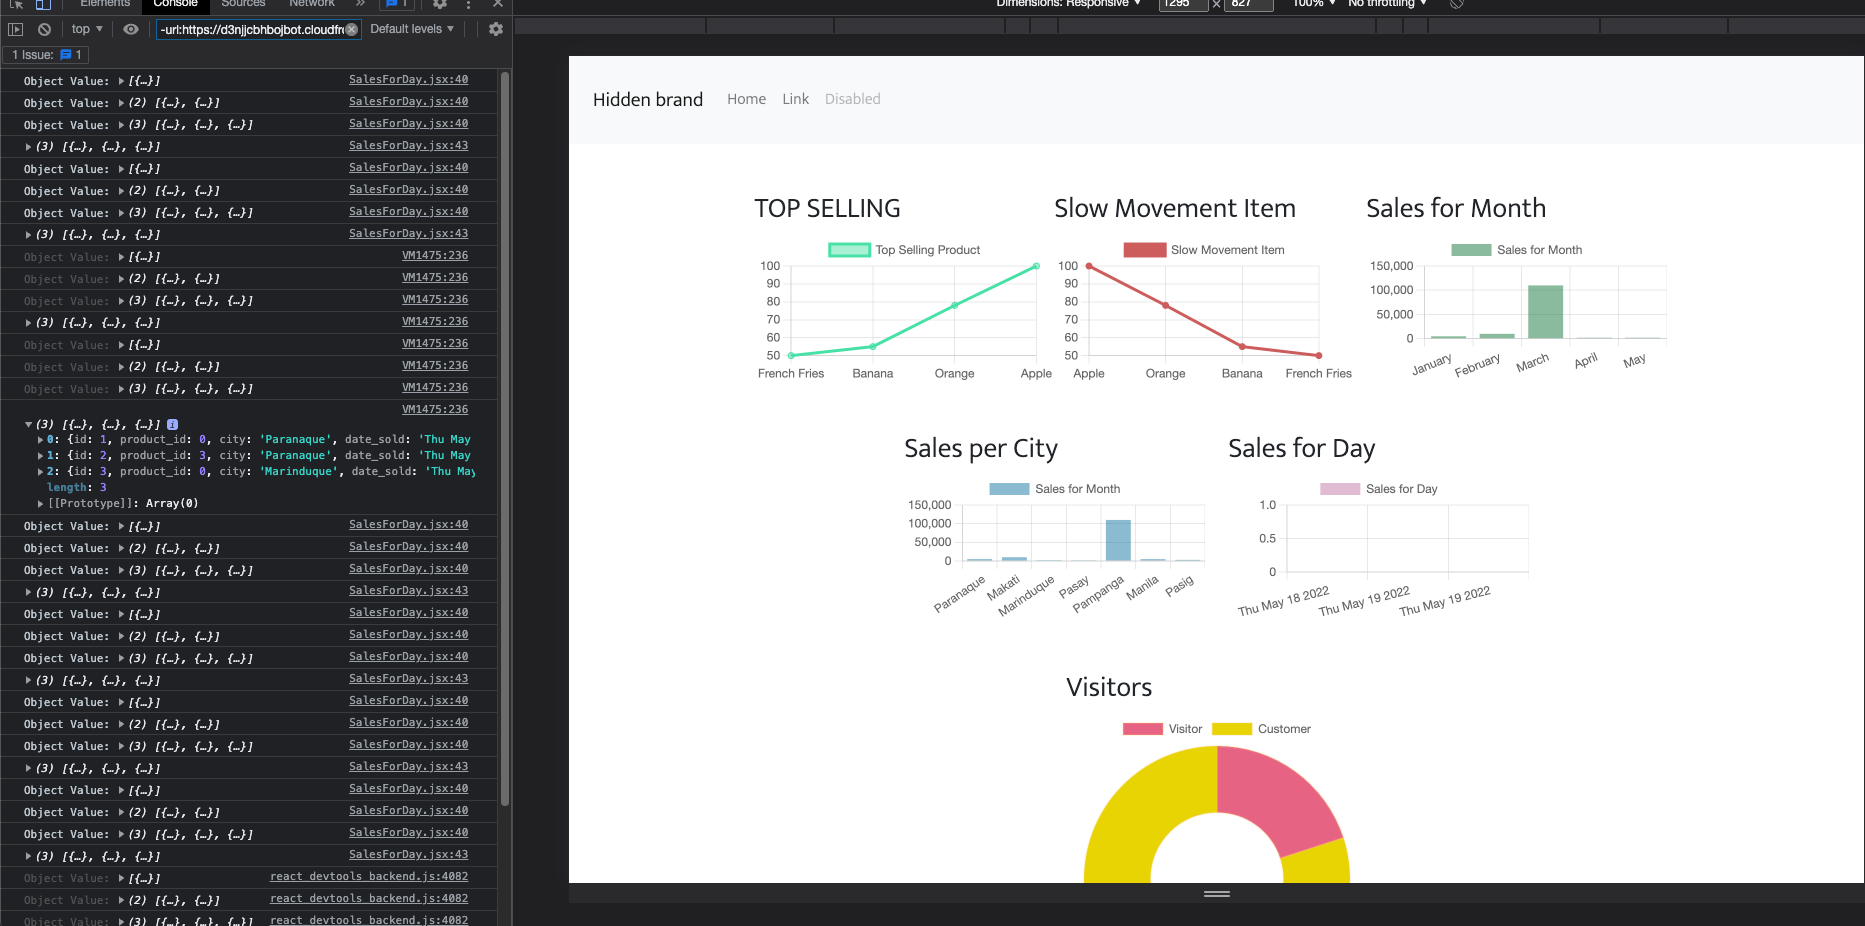 Elements Console Sources Network » 1
Dimensions: Responsive ▼ 1295 × 827 100% ▼ No throttling ▼
top ▼ -url:https://d3njjcbhbojbot.cloudfr Default levels ▼
1 Issue: 1
Object Value: ▶[{…}] SalesForDay.jsx:40
Object Value: ▶(2) [{…}, {…}] SalesForDay.jsx:40
Object Value: ▶(3) [{…}, {…}, {…}] SalesForDay.jsx:40
▶(3) [{…}, {…}, {…}] SalesForDay.jsx:43
Object Value: ▶[{…}] SalesForDay.jsx:40
Object Value: ▶(2) [{…}, {…}] SalesForDay.jsx:40
Object Value: ▶(3) [{…}, {…}, {…}] SalesForDay.jsx:40
▶(3) [{…}, {…}, {…}] SalesForDay.jsx:43
Object Value: ▶[{…}] VM1475:236
Object Value: ▶(2) [{…}, {…}] VM1475:236
Object Value: ▶(3) [{…}, {…}, {…}] VM1475:236
▶(3) [{…}, {…}, {…}] VM1475:236
Object Value: ▶[{…}] VM1475:236
Object Value: ▶(2) [{…}, {…}] VM1475:236
Object Value: ▶(3) [{…}, {…}, {…}] VM1475:236
VM1475:236
▼(3) [{…}, {…}, {…}] i
▶0: {id: 1, product_id: 0, city: 'Paranaque', date_sold: 'Thu May
▶1: {id: 2, product_id: 3, city: 'Paranaque', date_sold: 'Thu May
▶2: {id: 3, product_id: 0, city: 'Marinduque', date_sold: 'Thu May
length: 3
▶[[Prototype]]: Array(0)
Object Value: ▶[{…}] SalesForDay.jsx:40
Object Value: ▶(2) [{…}, {…}] SalesForDay.jsx:40
Object Value: ▶(3) [{…}, {…}, {…}] SalesForDay.jsx:40
▶(3) [{…}, {…}, {…}] SalesForDay.jsx:43
Object Value: ▶[{…}] SalesForDay.jsx:40
Object Value: ▶(2) [{…}, {…}] SalesForDay.jsx:40
Object Value: ▶(3) [{…}, {…}, {…}] SalesForDay.jsx:40
▶(3) [{…}, {…}, {…}] SalesForDay.jsx:43
Object Value: ▶[{…}] SalesForDay.jsx:40
Object Value: ▶(2) [{…}, {…}] SalesForDay.jsx:40
Object Value: ▶(3) [{…}, {…}, {…}] SalesForDay.jsx:40
▶(3) [{…}, {…}, {…}] SalesForDay.jsx:43
Object Value: ▶[{…}] SalesForDay.jsx:40
Object Value: ▶(2) [{…}, {…}] SalesForDay.jsx:40
Object Value: ▶(3) [{…}, {…}, {…}] SalesForDay.jsx:40
▶(3) [{…}, {…}, {…}] SalesForDay.jsx:43
Object Value: ▶[{…}] react_devtools_backend.js:4082
Object Value: ▶(2) [{…}, {…}] react_devtools_backend.js:4082
Object Value: ▶(3) [{…}, {…}, {…}] react_devtools_backend.js:4082
Hidden brand Home Link Disabled
TOP SELLING
Top Selling Product
100
90
80
70
60
50
French Fries Banana Orange Apple
Slow Movement Item
Slow Movement Item
100
90
80
70
60
50
Apple Orange Banana French Fries
Sales for Month
Sales for Month
150,000
100,000
50,000
0
January February March April May
Sales per City
Sales for Month
150,000
100,000
50,000
0
Paranaque Makati Marinduque Pasay Pampanga Manila Pasig
Sales for Day
Sales for Day
1.0
0.5
0
Thu May 18 2022 Thu May 19 2022 Thu May 19 2022
Visitors
Visitor Customer